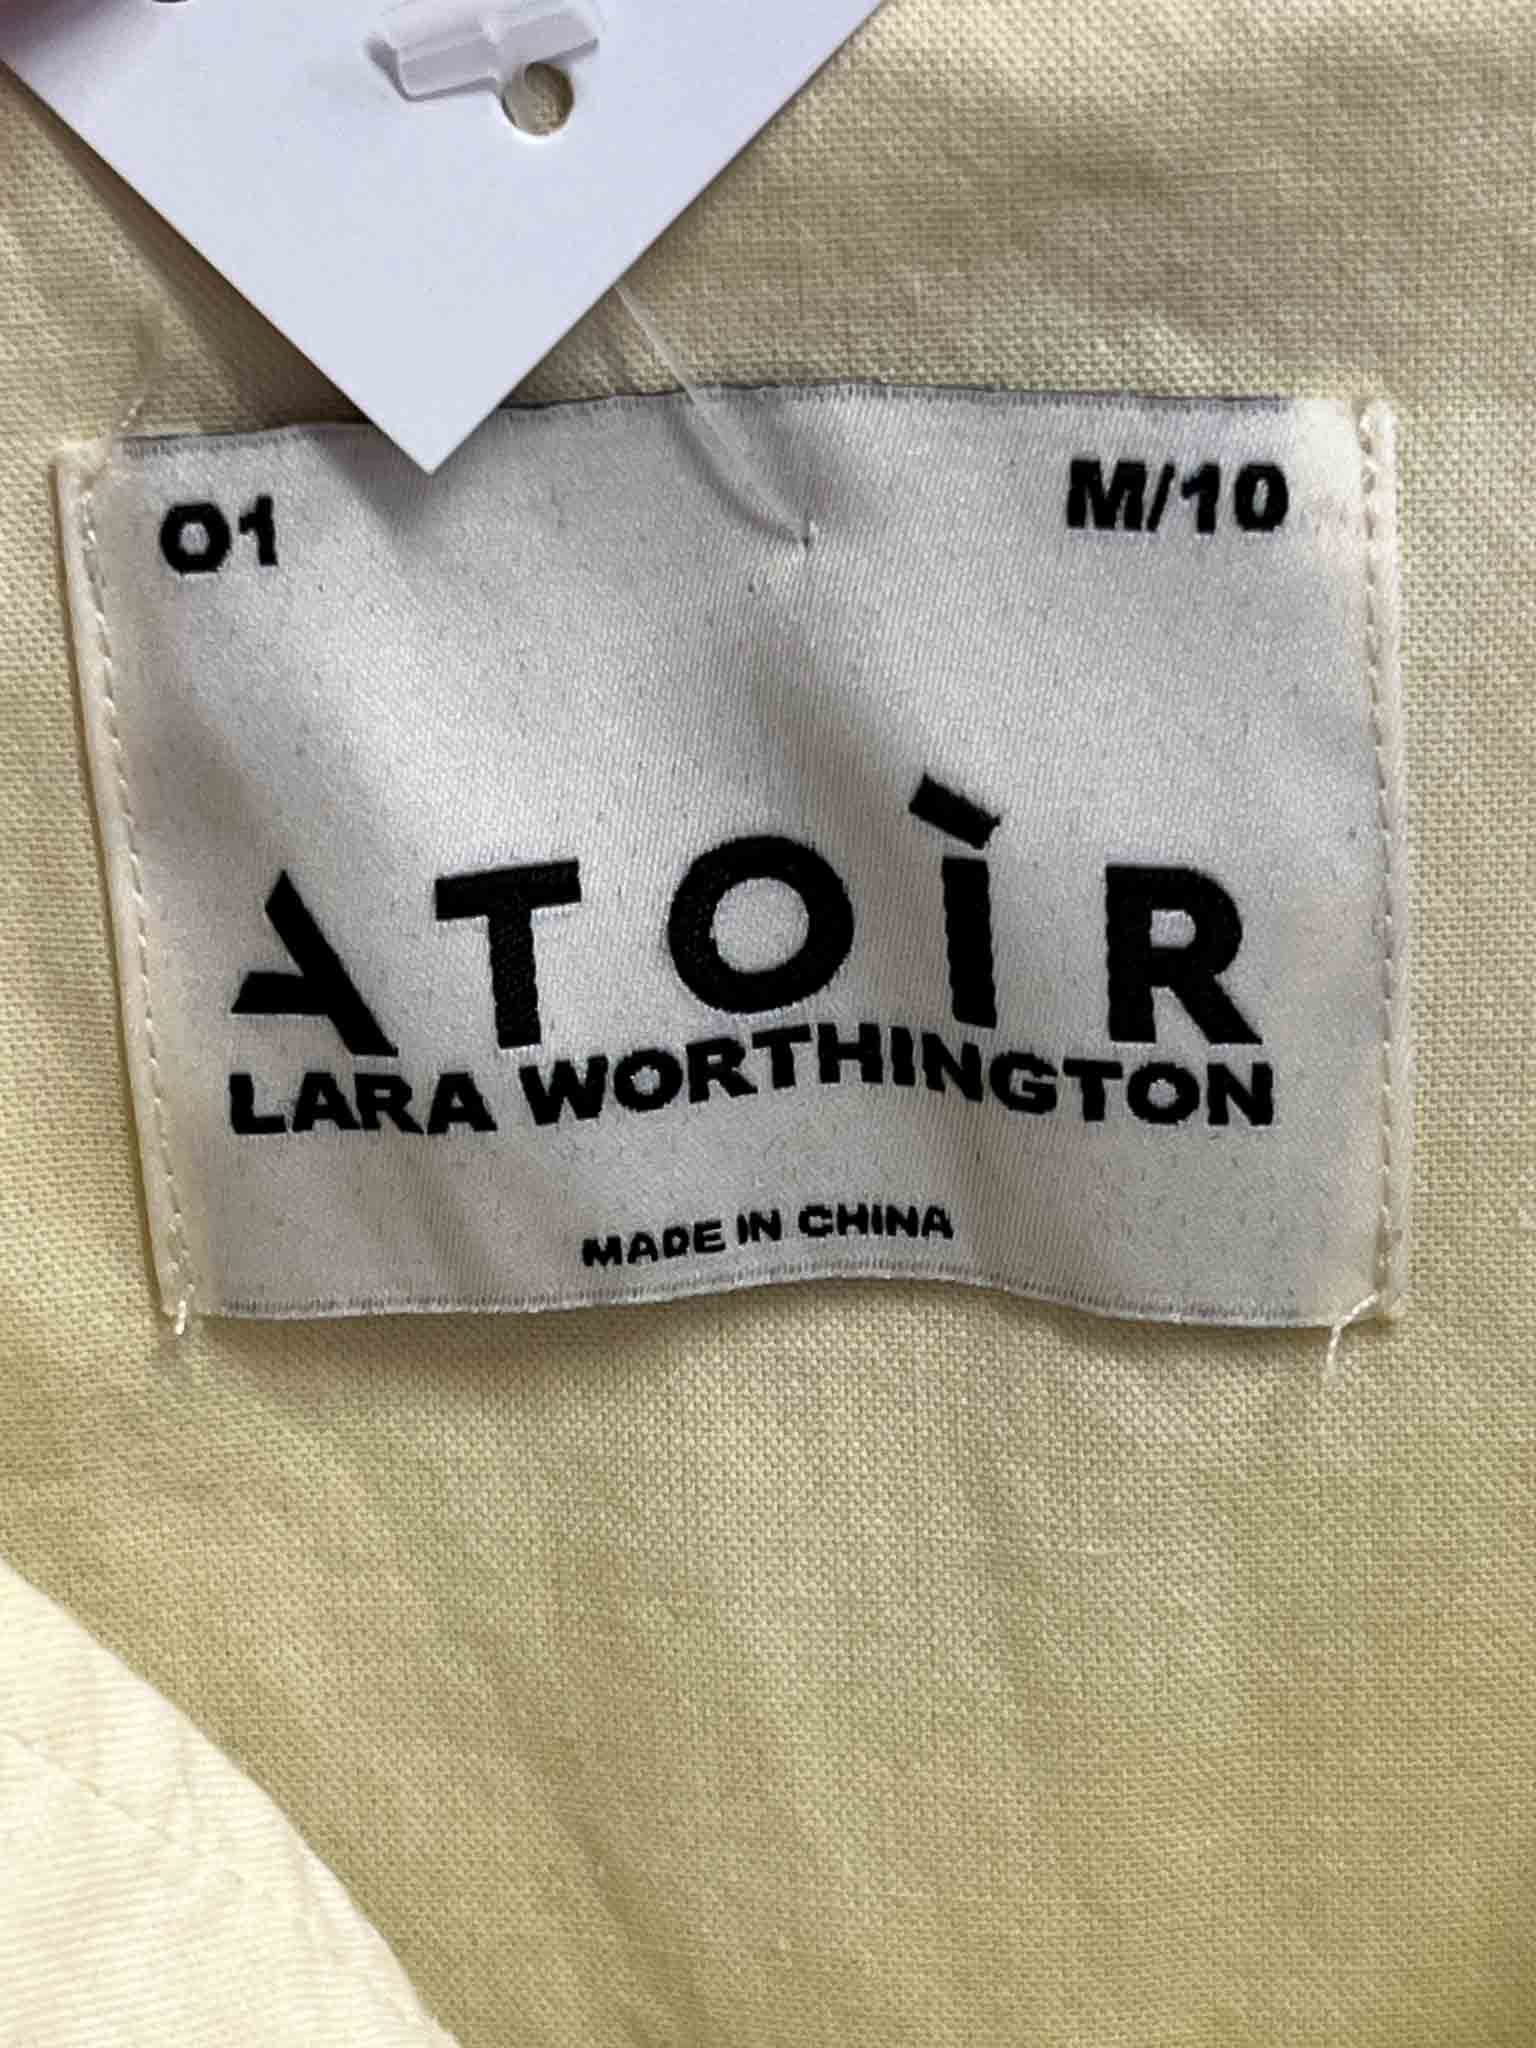 01
M/10
ATOÌR
LARA WORTHINGTON
MADE IN CHINA